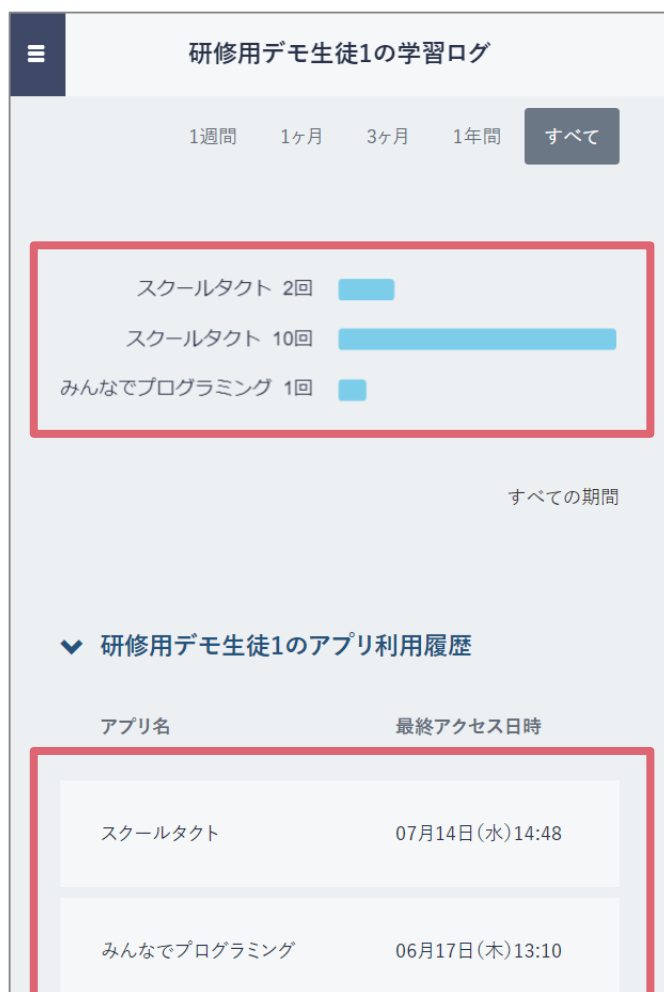 研修用デモ生徒1の学習ログ
1週間 1ヶ月 3ヶ月 1年間 すべて
スクールタクト 2回
スクールタクト 10回
みんなでプログラミング 1回
すべての期間
研修用デモ生徒1のアプリ利用履歴
アプリ名 最終アクセス日時
スクールタクト 07月14日(水)14:48
みんなでプログラミング 06月17日(木)13:10